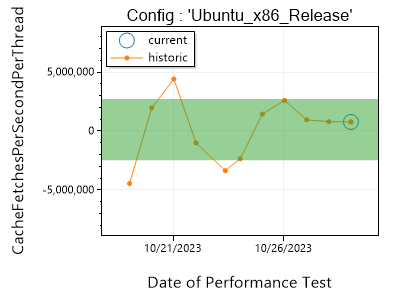 Config : 'Ubuntu_x86_Release'
current
historic
CacheFetchesPerSecondPerThread
5,000,000
0
-5,000,000
10/21/2023
10/26/2023
Date of Performance Test